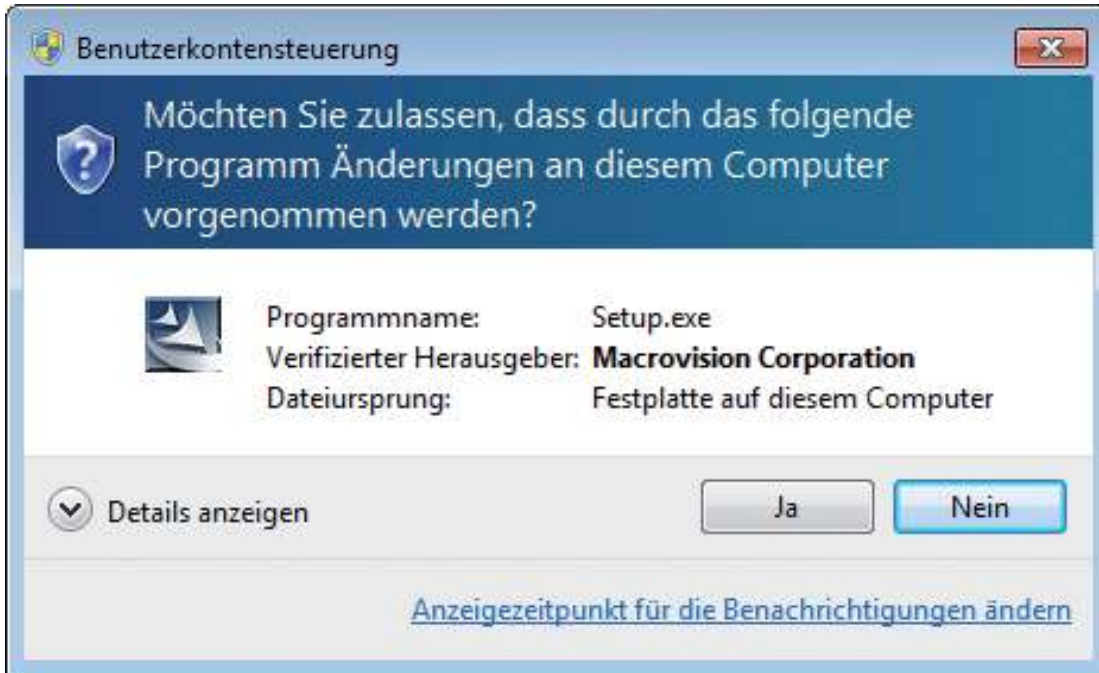 Benutzerkontensteuerung
Möchten Sie zulassen, dass durch das folgende
Programm Änderungen an diesem Computer
vorgenommen werden?
Programmname: Setup.exe
Verifizierter Herausgeber: Macrovision Corporation
Dateiursprung: Festplatte auf diesem Computer
Details anzeigen Ja Nein
Anzeigezeitpunkt für die Benachrichtigungen ändern